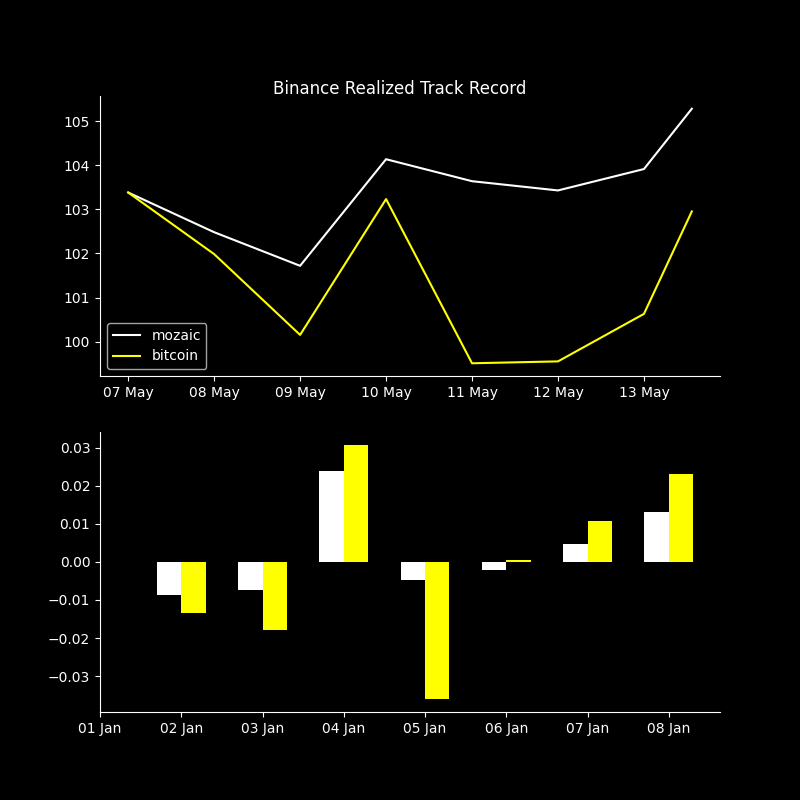 Binance Realized Track Record
105
104
103
102
101
100
mozaic
bitcoin
07 May 08 May 09 May 10 May 11 May 12 May 13 May
0.03
0.02
0.01
0.00
−0.01
−0.02
−0.03
01 Jan 02 Jan 03 Jan 04 Jan 05 Jan 06 Jan 07 Jan 08 Jan